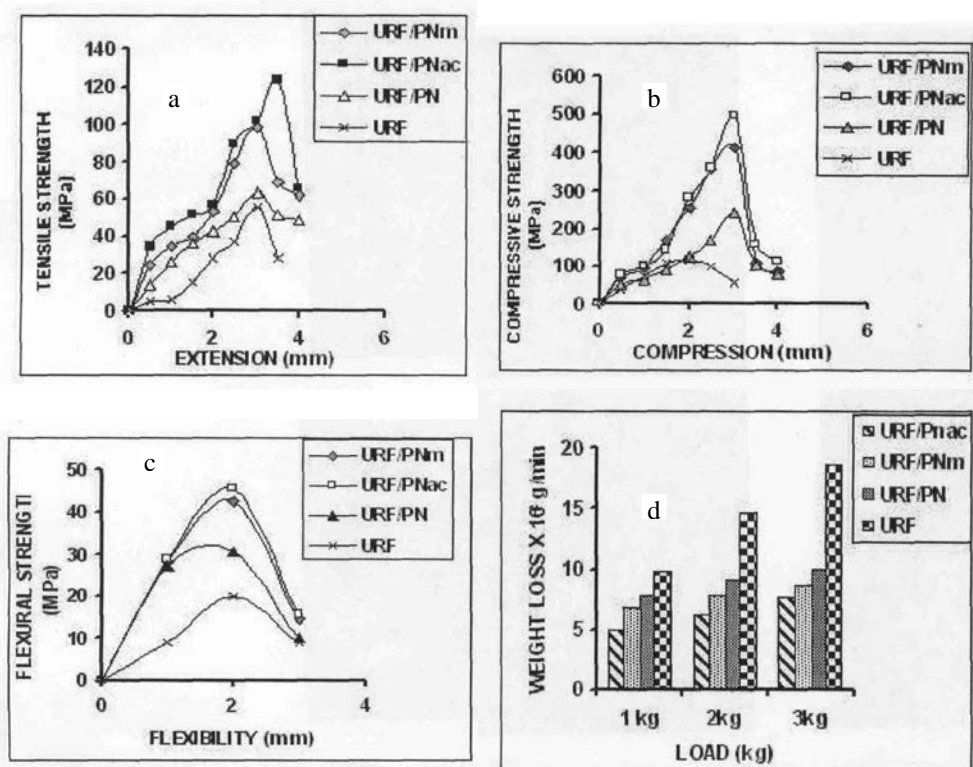 a
TENSILE STRENGTH
(MPa)
140
120
100
80
60
40
20
0
0
2
4
6
EXTENSION (mm)
URF/PNm
URF/PNac
URF/PN
URF
b
COMPRESSIVE STRENGTH
(MPa)
600
500
400
300
200
100
0
0
2
4
6
COMPRESSION (mm)
URF/PNm
URF/PNac
URF/PN
URF
c
FLEXURAL STRENGTI
(MPa)
50
40
30
20
10
0
0
2
4
FLEXIBILITY (mm)
URF/PNm
URF/PNac
URF/PN
URF
d
WEIGHT LOSS X 16 g/min
20
15
10
5
0
1kg
2kg
3kg
LOAD (kg)
URF/Pnac
URF/PNm
URF/PN
URF